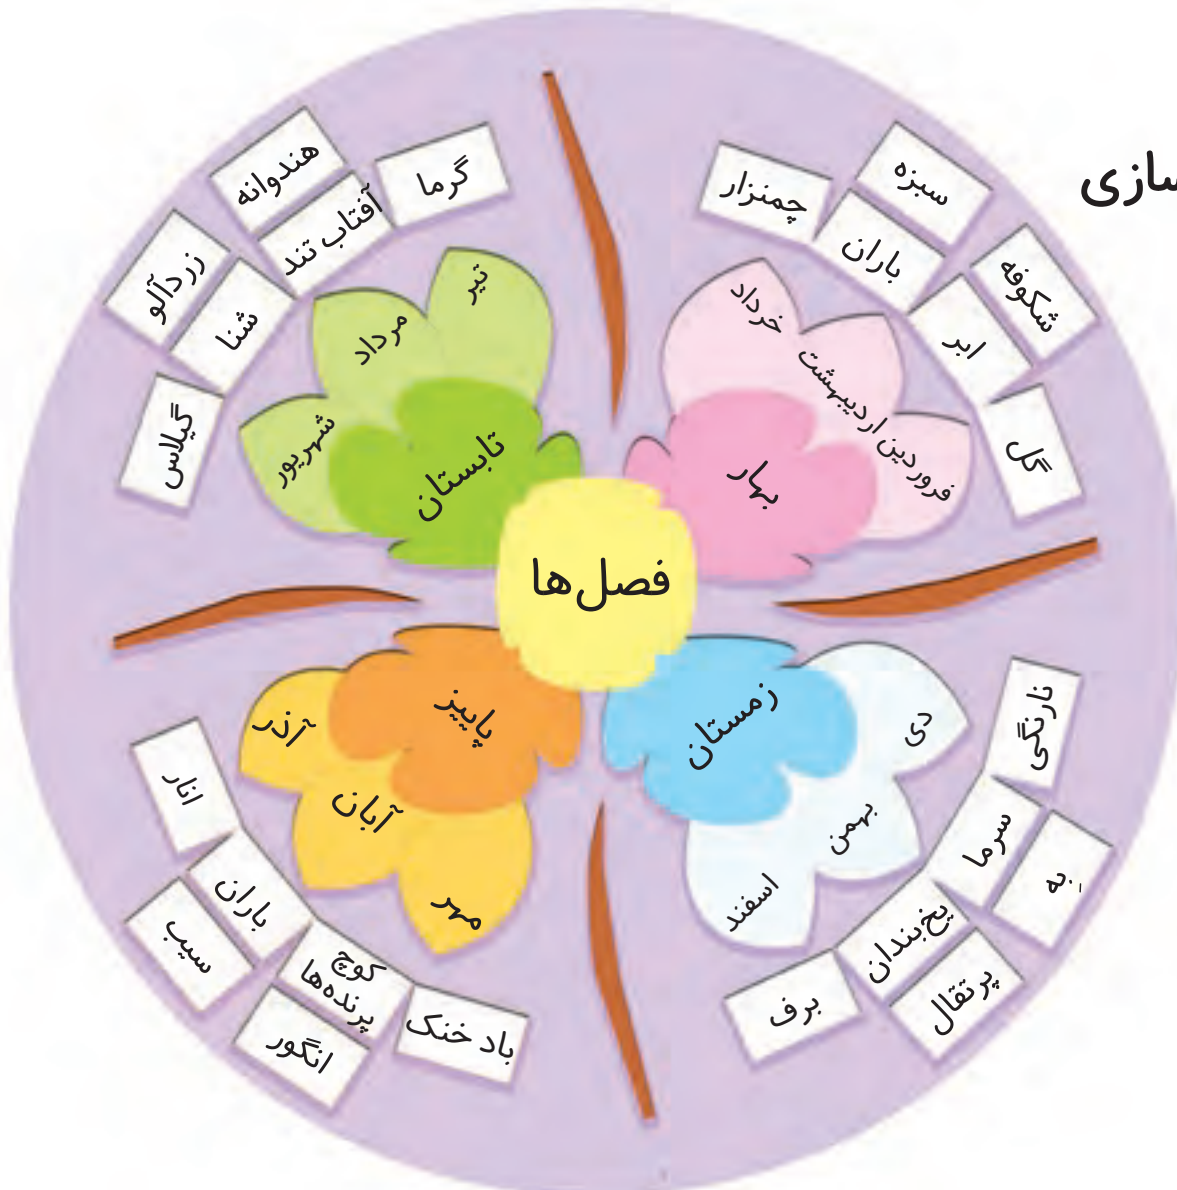 سازی
فصل‌ها
بهار
فروردین
اردیبهشت
خرداد
گل
شکوفه
ابر
سبزه
باران
چمنزار
تابستان
تیر
مرداد
شهریور
گرما
هندوانه
آفتاب تند
زردآلو
شنا
گیلاس
پاییز
مهر
آبان
آذر
انار
باران
سیب
کوچ
پرنده‌ها
انگور
باد خنک
زمستان
دی
بهمن
اسفند
نارنگی
سرما
بِه
یخ‌بندان
پرتقال
برف